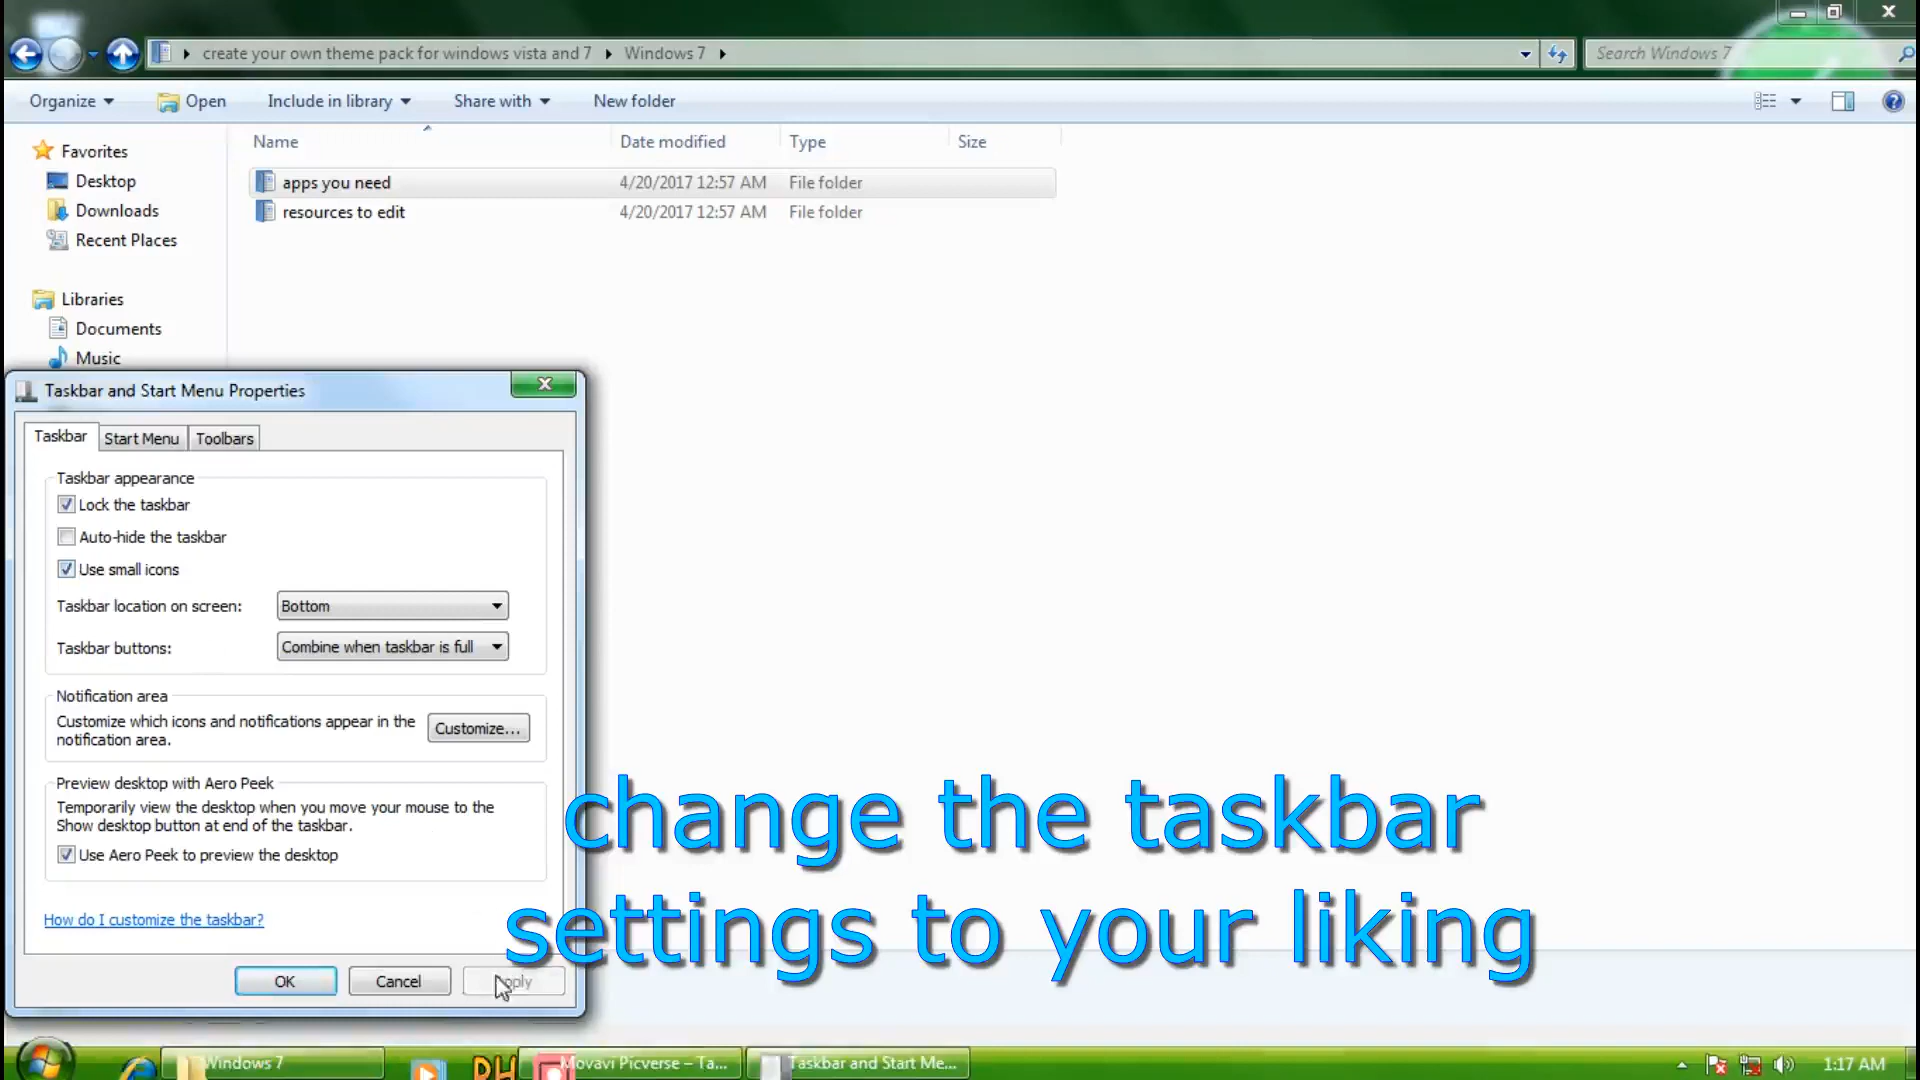 create your own theme pack for windows vista and 7 Windows 7
Search Windows 7
Organize Open Include in library Share with New folder
Name Date modified Type Size
Favorites
apps you need 4/20/2017 12:57 AM File folder
Desktop
resources to edit 4/20/2017 12:57 AM File folder
Downloads
Recent Places
Libraries
Documents
Music
Taskbar and Start Menu Properties
Taskbar Start Menu Toolbars
Taskbar appearance
Lock the taskbar
Auto-hide the taskbar
Use small icons
Taskbar location on screen: Bottom
Taskbar buttons: Combine when taskbar is full
Notification area
Customize which icons and notifications appear in the
notification area.
Customize...
Preview desktop with Aero Peek
Temporarily view the desktop when you move your mouse to the
Show desktop button at end of the taskbar.
Use Aero Peek to preview the desktop
How do I customize the taskbar?
OK Cancel Apply
change the taskbar
settings to your liking
Windows 7 Movavi Picverse – Ta... Taskbar and Start Me... 1:17 AM